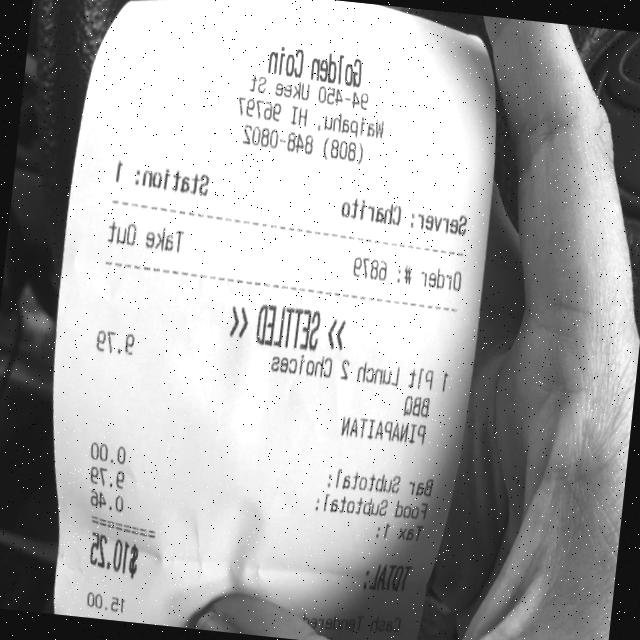 Golden Coin
94-450 Ukee St
Waipahu, HI 96797
(808) 848-0802
Server: Charito Station: 1
Order #: 6879 Take Out
>> SETTLED <<
1 Plt Lunch 2 Choices 9.79
BBQ
PINAPAITAN
Bar Subtotal: 0.00
Food Subtotal: 9.79
Tax 1: 0.46
========
TOTAL: $10.25
Cash Tendered 15.00